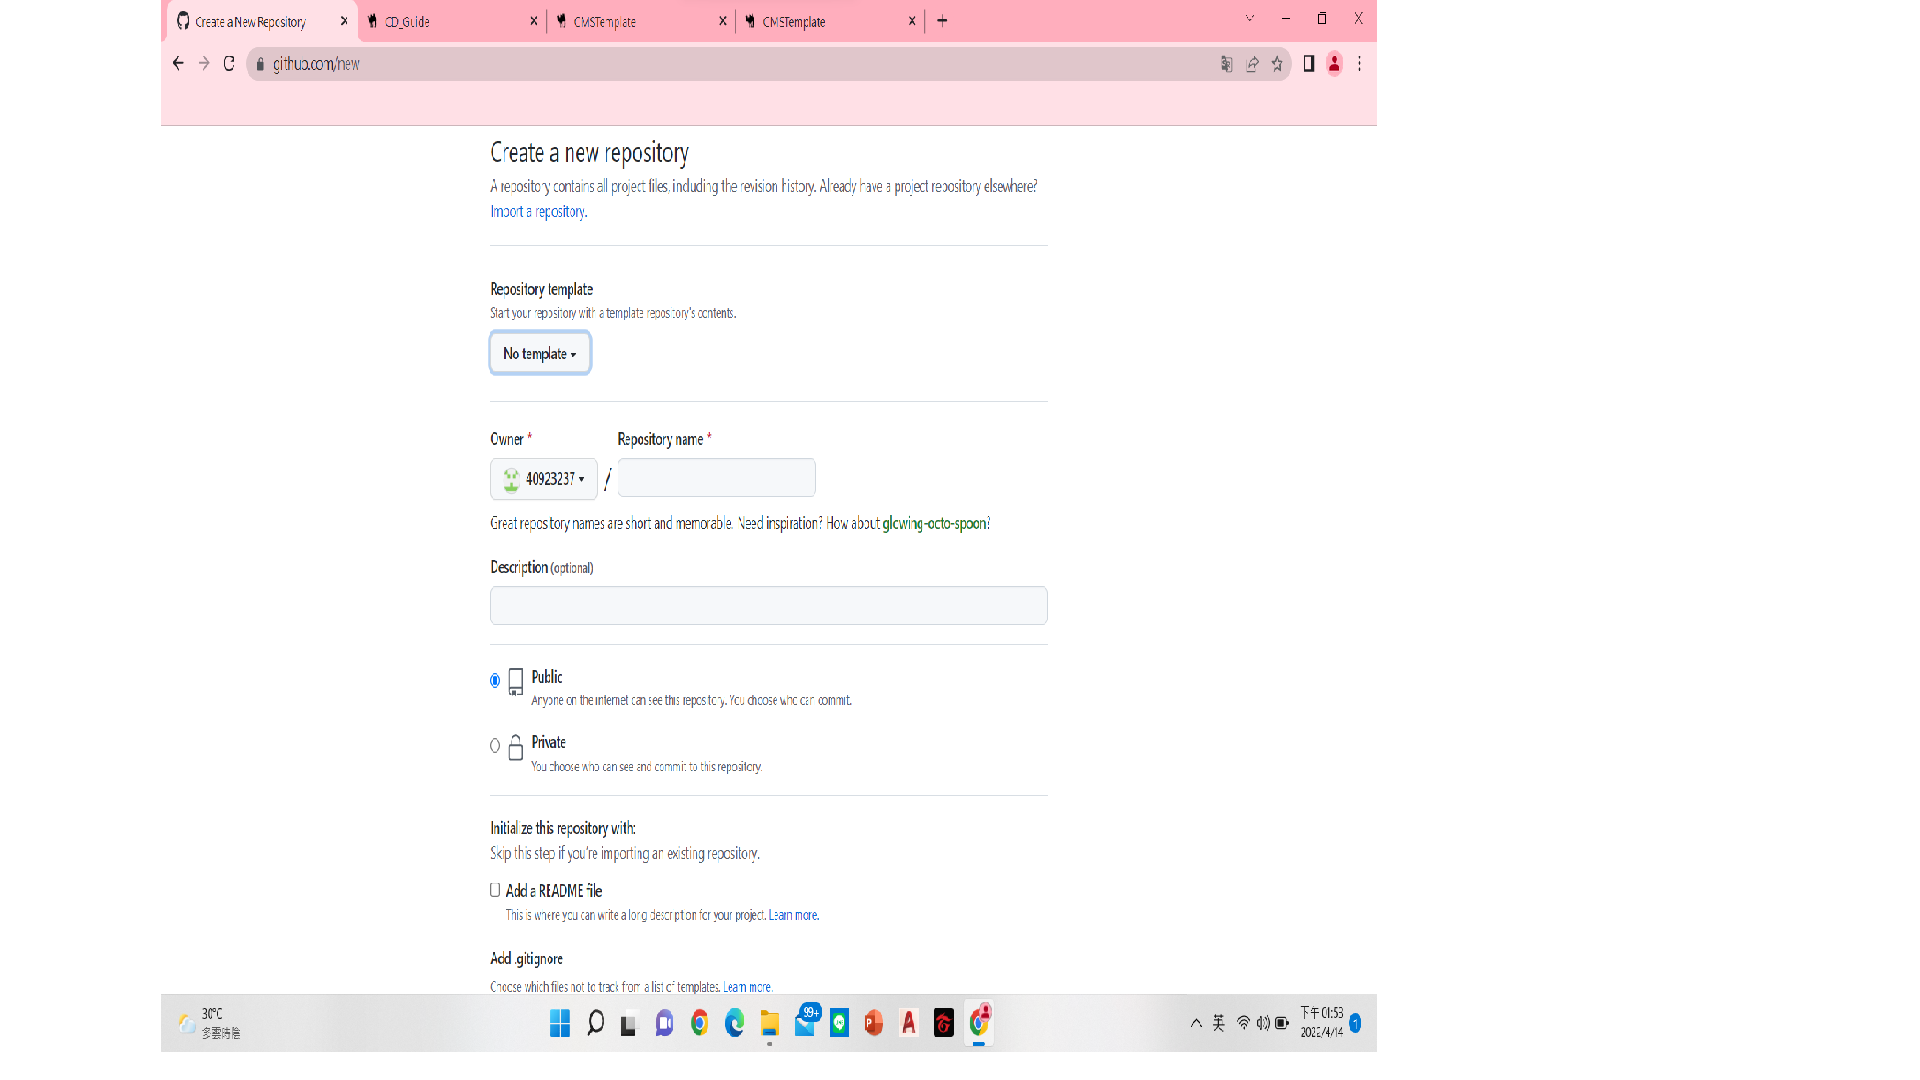 Create a New Repository
CD_Guide
CMSTemplate
CMSTemplate
github.com/new
Create a new repository
A repository contains all project files, including the revision history. Already have a project repository elsewhere?
Import a repository.
Repository template
Start your repository with a template repository's contents.
No template
Owner *
Repository name *
40923237
/
Great repository names are short and memorable. Need inspiration? How about glowing-octo-spoon?
Description (optional)
Public
Anyone on the internet can see this repository. You choose who can commit.
Private
You choose who can see and commit to this repository.
Initialize this repository with:
Skip this step if you're importing an existing repository.
Add a README file
This is where you can write a long description for your project. Learn more.
Add .gitignore
Choose which files not to track from a list of templates. Learn more.
30°C
多雲時陰
99+
英
下午 01:53
2022/4/14
1